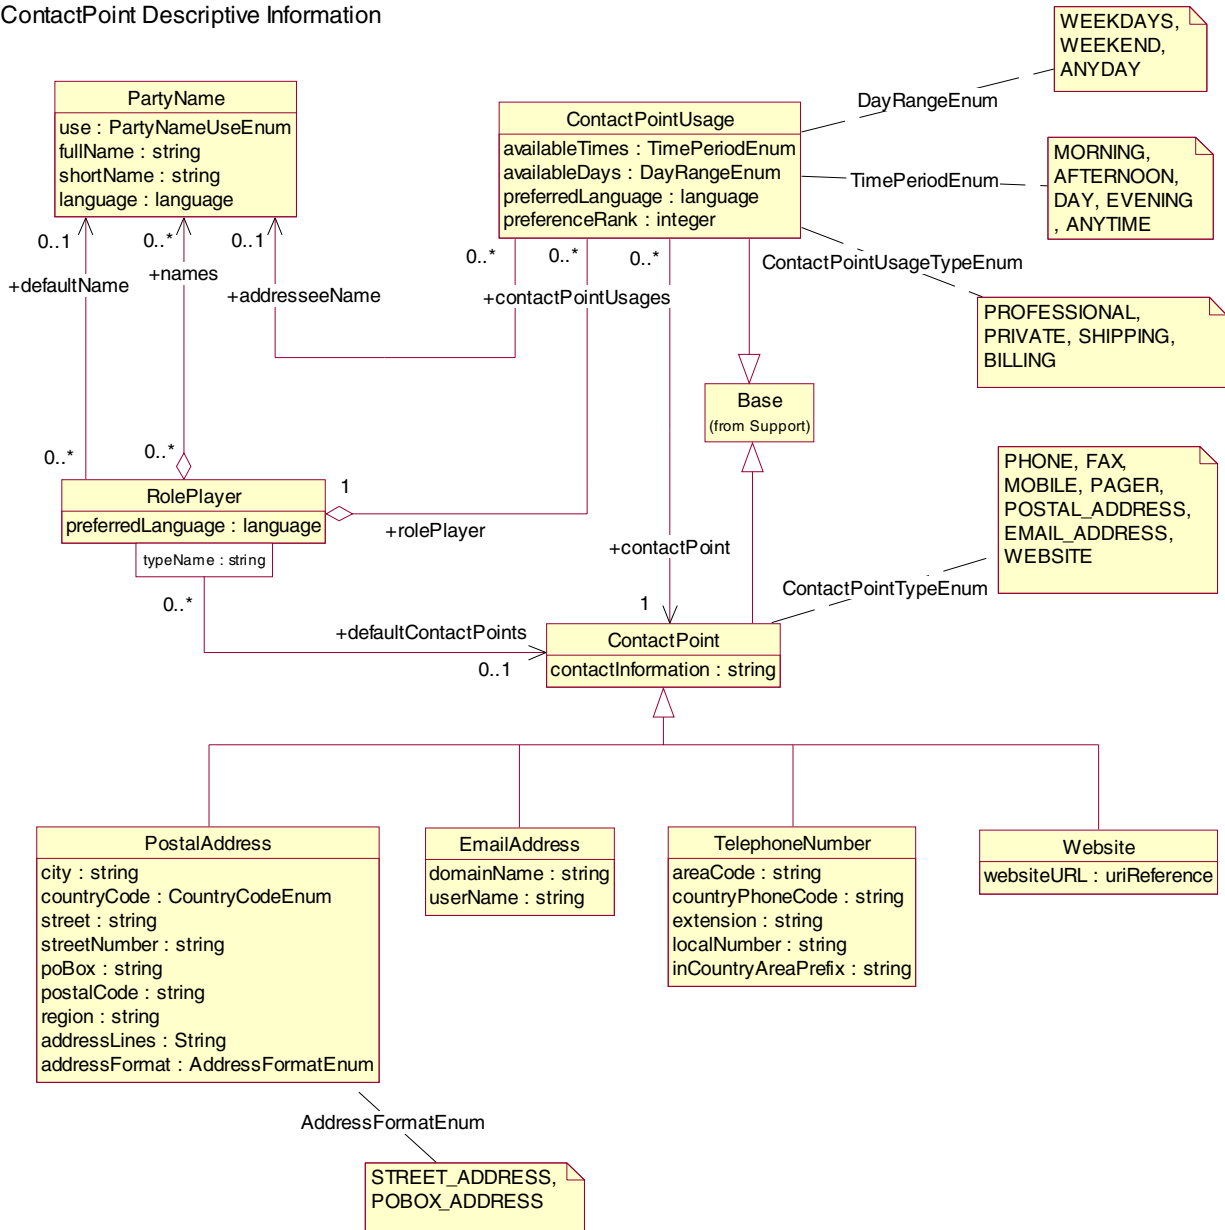 ContactPoint Descriptive Information
WEEKDAYS,
WEEKEND,
ANYDAY
DayRangeEnum
PartyName
use : PartyNameUseEnum
fullName : string
shortName : string
language : language
ContactPointUsage
availableTimes : TimePeriodEnum
availableDays : DayRangeEnum
preferredLanguage : language
preferenceRank : integer
MORNING,
AFTERNOON,
DAY, EVENING
, ANYTIME
TimePeriodEnum
0..1
0..*
0..1
+defaultName
+names
+addresseeName
0..*
0..*
0..*
+contactPointUsages
ContactPointUsageTypeEnum
PROFESSIONAL,
PRIVATE, SHIPPING,
BILLING
Base
(from Support)
0..*
0..*
RolePlayer
preferredLanguage : language
typeName : string
1
+rolePlayer
PHONE, FAX,
MOBILE, PAGER,
POSTAL_ADDRESS,
EMAIL_ADDRESS,
WEBSITE
+contactPoint
ContactPointTypeEnum
0..*
1
+defaultContactPoints
0..1
ContactPoint
contactInformation : string
PostalAddress
city : string
countryCode : CountryCodeEnum
street : string
streetNumber : string
poBox : string
postalCode : string
region : string
addressLines : String
addressFormat : AddressFormatEnum
EmailAddress
domainName : string
userName : string
TelephoneNumber
areaCode : string
countryPhoneCode : string
extension : string
localNumber : string
inCountryAreaPrefix : string
Website
websiteURL : uriReference
AddressFormatEnum
STREET_ADDRESS,
POBOX_ADDRESS